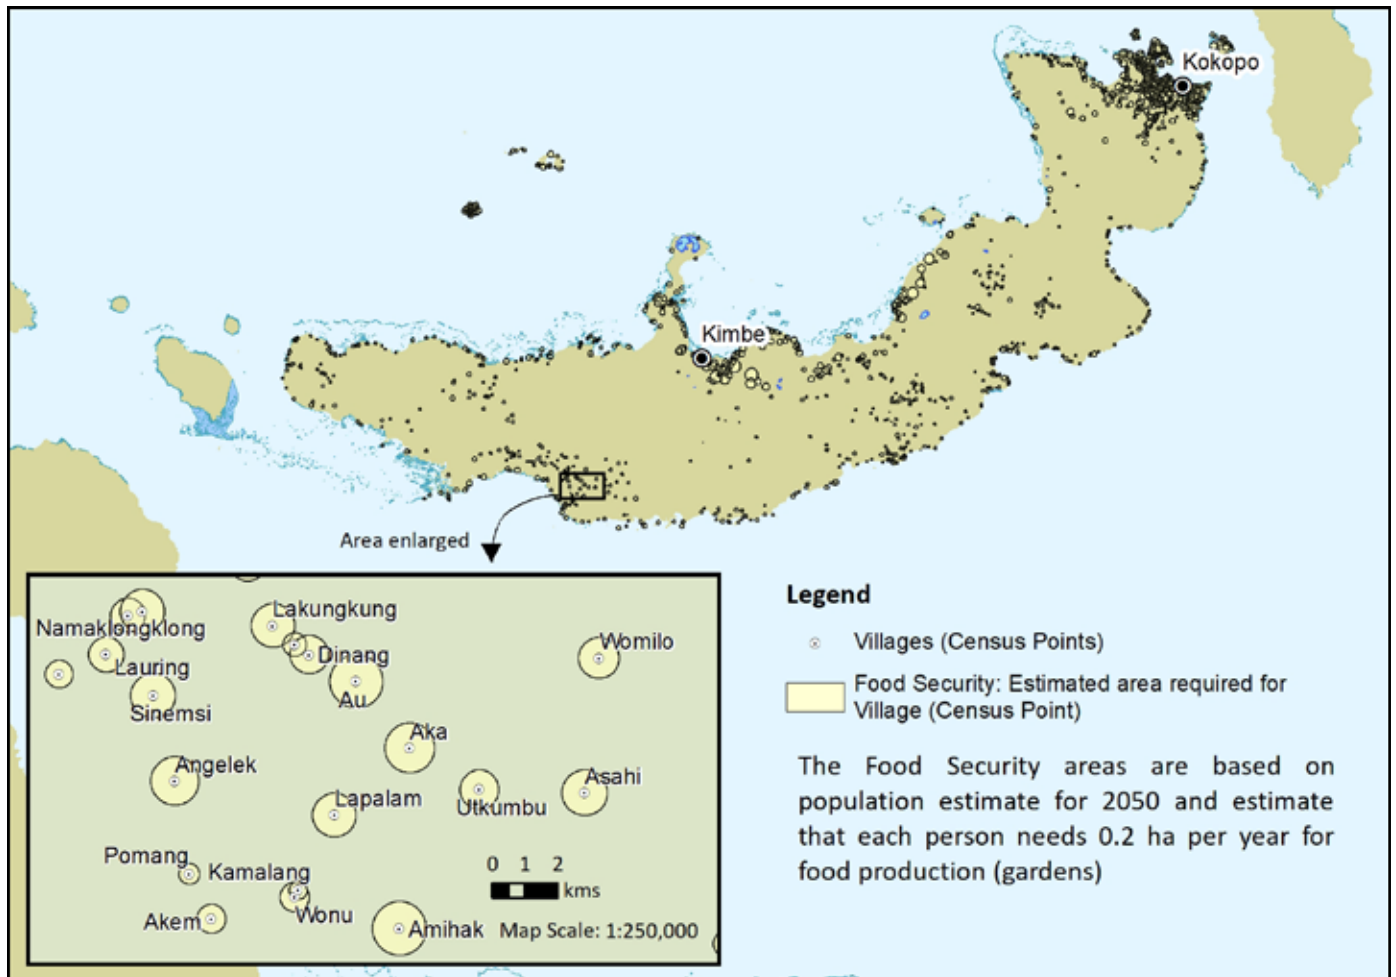 Kokopo
Kimbe
Area enlarged
Lakungkung
Namaklongklong
Womilo
Dinang
Lauring
Au
Sinemsi
Aka
Angelek
Asahi
Lapalam
Utkumbu
Pomang
Kamalang
0 1 2
kms
Akem
Wonu
Amihak
Map Scale: 1:250,000
Legend
Villages (Census Points)
Food Security: Estimated area required for
Village (Census Point)
The Food Security areas are based on
population estimate for 2050 and estimate
that each person needs 0.2 ha per year for
food production (gardens)